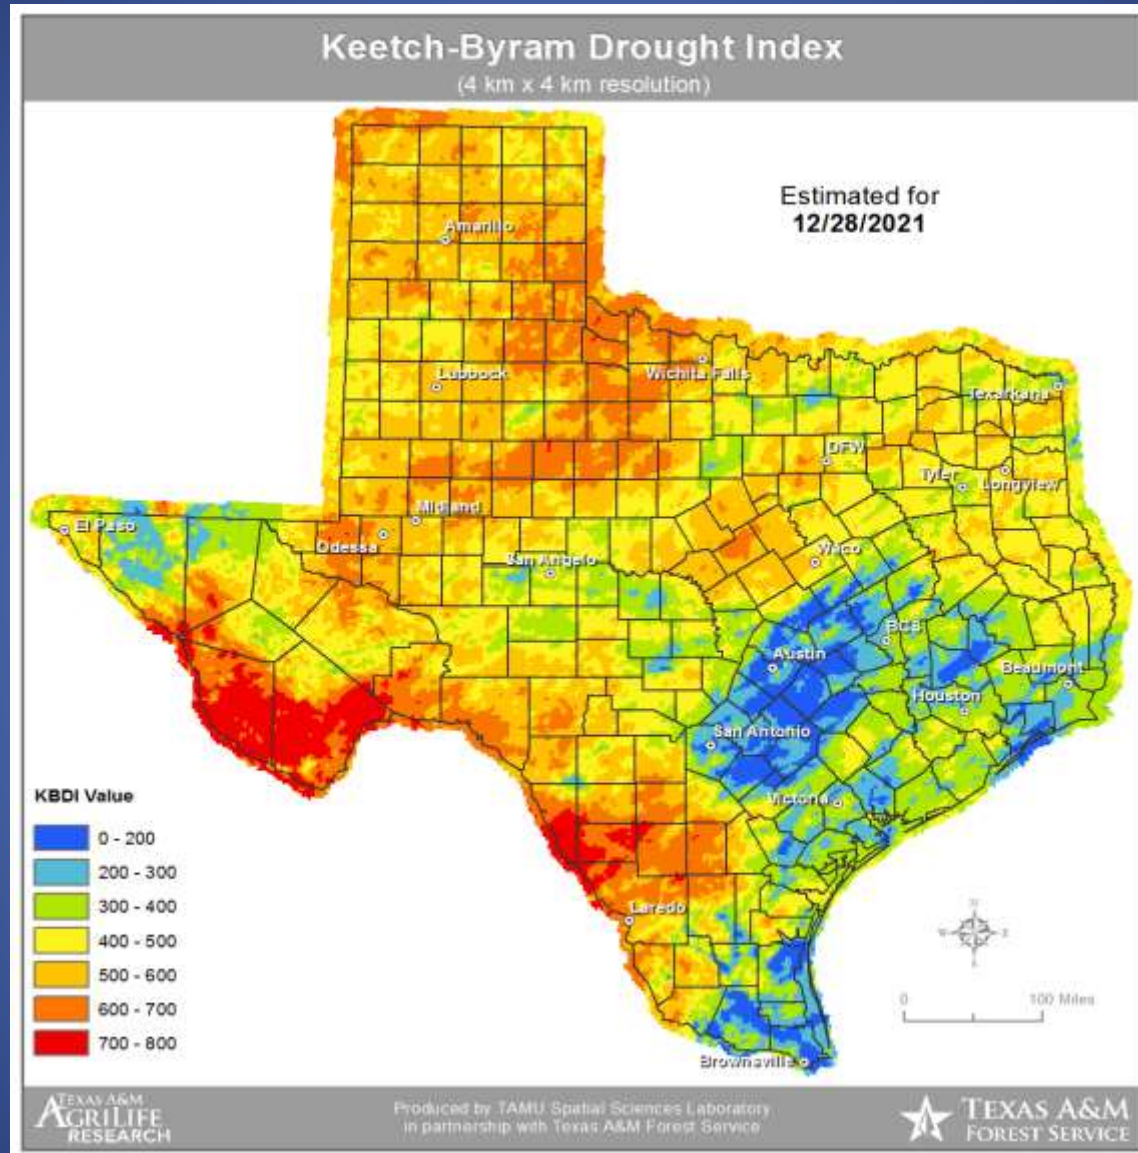 Keetch-Byram Drought Index
(4 km x 4 km resolution)
Estimated for
12/28/2021
Amarillo
Lubbock
Wichita Falls
Texarkana
DFW
Tyler
Longview
El Paso
Midland
Odessa
San Angelo
Waco
BCS
Austin
Beaumont
Houston
San Antonio
Victoria
Laredo
Brownsville
KBDI Value
0 - 200
200 - 300
300 - 400
400 - 500
500 - 600
600 - 700
700 - 800
N
W
E
S
0 100 Miles
TEXAS A&M
AGRILIFE
RESEARCH
Produced by TAMU Spatial Sciences Laboratory
in partnership with Texas A&M Forest Service
TEXAS A&M
FOREST SERVICE